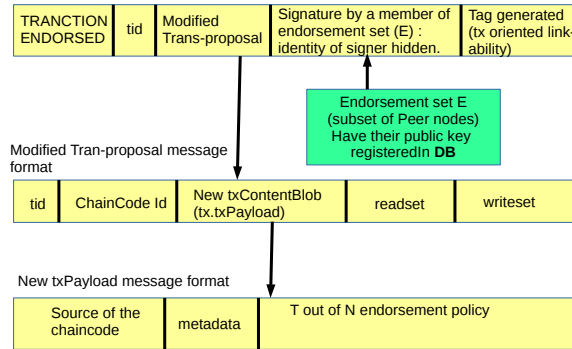 TRANCTION
ENDORSED
tid
Modified
Trans-proposal
Signature by a member of
endorsement set (E) :
identity of signer hidden.
Tag generated
(tx oriented link-
ability)
Endorsement set E
(subset of Peer nodes)
Have their public key
registeredIn DB
Modified Tran-proposal message
format
tid
ChainCode Id
New txContentBlob
(tx.txPayload)
readset
writeset
New txPayload message format
Source of the
chaincode
metadata
T out of N endorsement policy